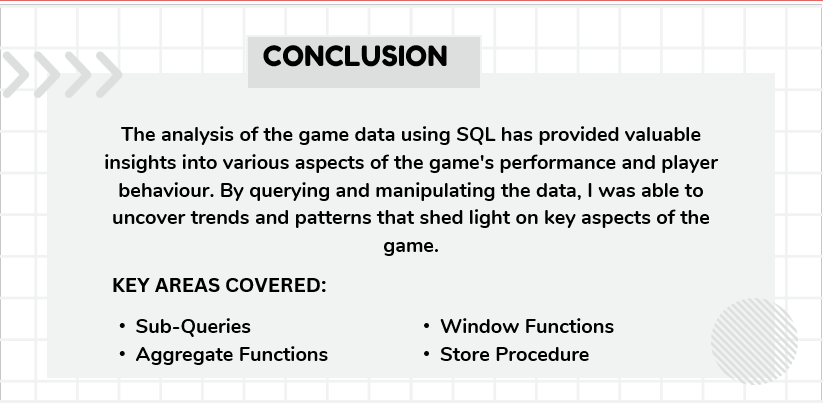 CONCLUSION
The analysis of the game data using SQL has provided valuable
insights into various aspects of the game's performance and player
behaviour. By querying and manipulating the data, I was able to
uncover trends and patterns that shed light on key aspects of the
game.
KEY AREAS COVERED:
• Sub-Queries
• Aggregate Functions
• Window Functions
• Store Procedure